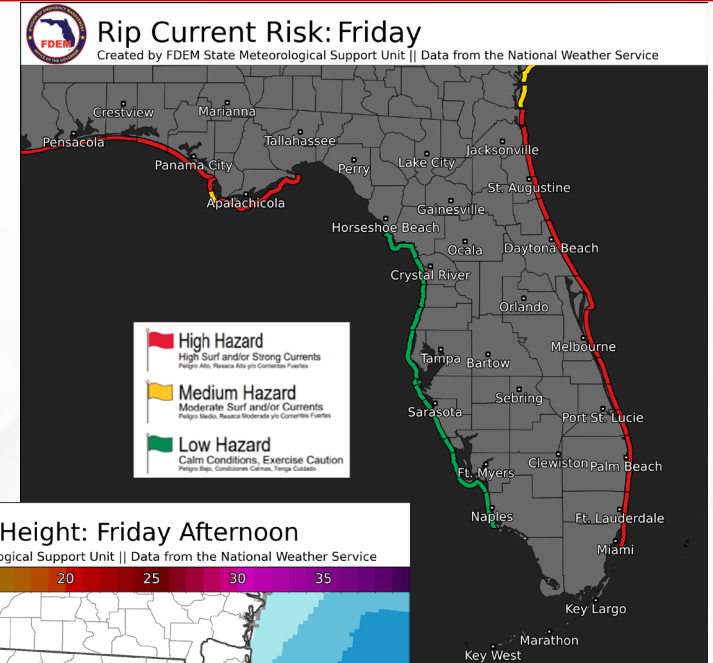 FDEM
Rip Current Risk: Friday
Created by FDEM State Meteorological Support Unit || Data from the National Weather Service
Crestview
Marianna
Pensacola
Tallahassee
Jacksonville
Panama City
Perry
Lake City
St. Augustine
Apalachicola
Gainesville
Horseshoe Beach
Ocala
Daytona Beach
Crystal River
Orlando
High Hazard
High Surf and/or Strong Currents
Peligro Alto, Resaca Alta y/o Corrientes Fuertes
Melbourne
Tampa
Bartow
Medium Hazard
Moderate Surf and/or Currents
Peligro Medio, Resaca Moderada y/o Corrientes Fuertes
Sebring
Sarasota
Port St. Lucie
Low Hazard
Calm Conditions, Exercise Caution
Peligro Bajo, Condiciones Calmas, Tenga Cuidado
Clewiston
Palm Beach
Ft. Myers
Naples
Ft. Lauderdale
Miami
Key Largo
Marathon
Key West
Height: Friday Afternoon
ogical Support Unit || Data from the National Weather Service
20 25 30 35